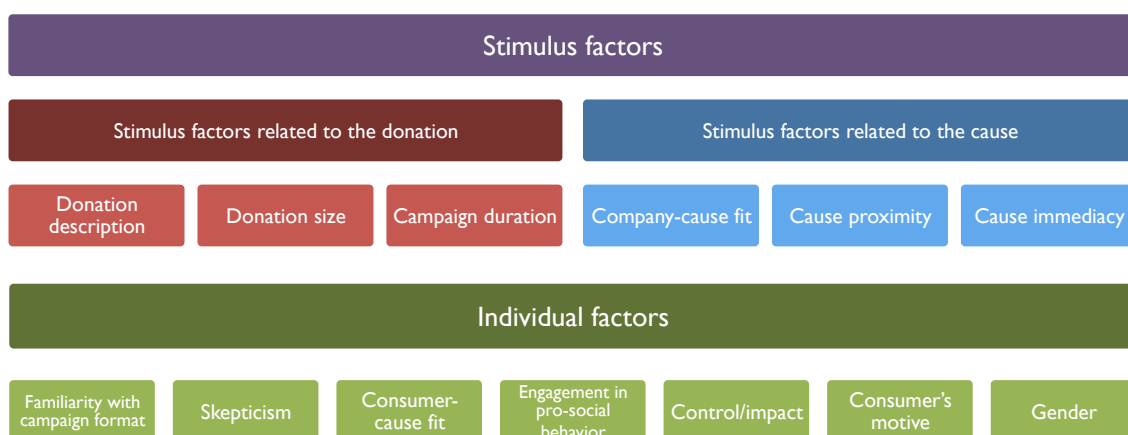 Stimulus factors
Stimulus factors related to the donation
Stimulus factors related to the cause
Donation
description
Donation size
Campaign duration
Company-cause fit
Cause proximity
Cause immediacy
Individual factors
Familiarity with
campaign format
Skepticism
Consumer-
cause fit
Engagement in
pro-social
behavior
Control/impact
Consumer's
motive
Gender